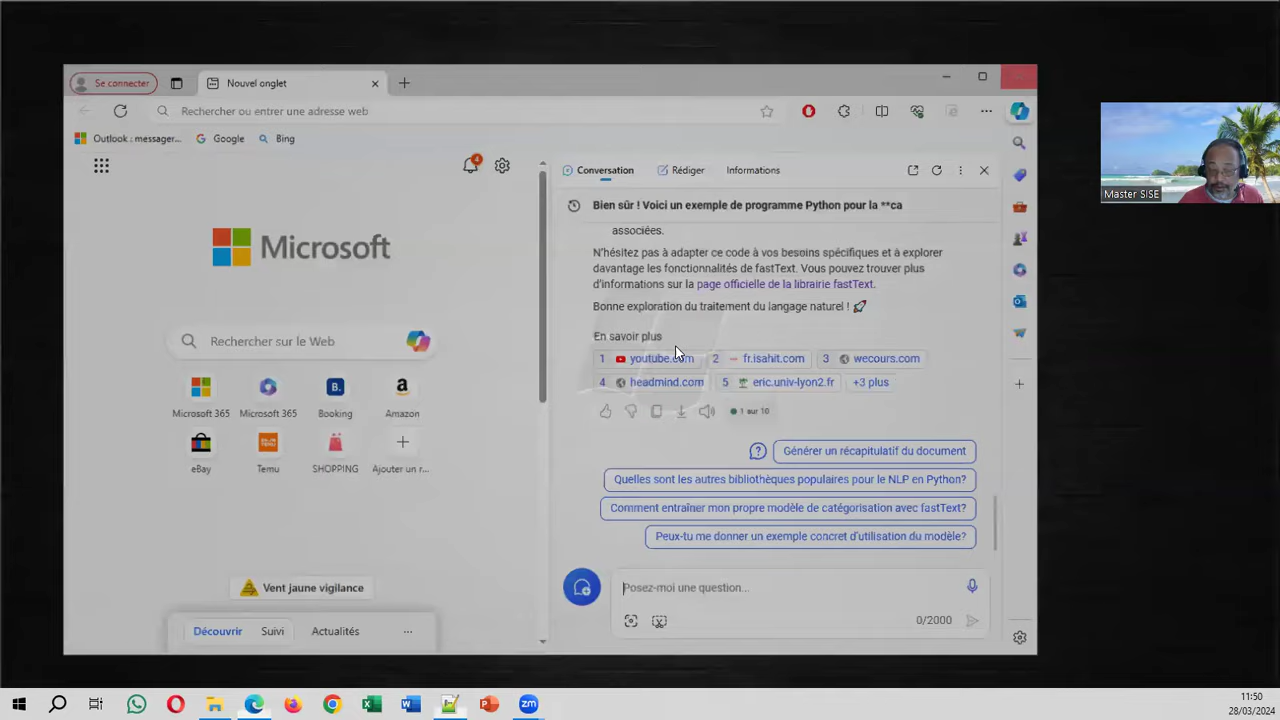 Se connecter
Nouvel onglet
Rechercher ou entrer une adresse web
Outlook : messager...
Google
Bing
4
Conversation
Rédiger
Informations
Bien sûr ! Voici un exemple de programme Python pour la **ca
associées.
N'hésitez pas à adapter ce code à vos besoins spécifiques et à explorer
davantage les fonctionnalités de fastText. Vous pouvez trouver plus
d'informations sur la page officielle de la librairie fastText.
Bonne exploration du traitement du langage naturel !
En savoir plus
1 youtube.com
2 fr.isahit.com
3 wecours.com
4 headmind.com
5 eric.univ-lyon2.fr
+3 plus
1 sur 10
Générer un récapitulatif du document
Quelles sont les autres bibliothèques populaires pour le NLP en Python?
Comment entraîner mon propre modèle de catégorisation avec fastText?
Peux-tu me donner un exemple concret d'utilisation du modèle?
Posez-moi une question...
0/2000
Microsoft
Rechercher sur le Web
Microsoft 365
Microsoft 365
Booking
Amazon
eBay
Temu
SHOPPING
Ajouter un r...
Vent jaune vigilance
Découvrir
Suivi
Actualités
Master SISE
11:50
28/03/2024